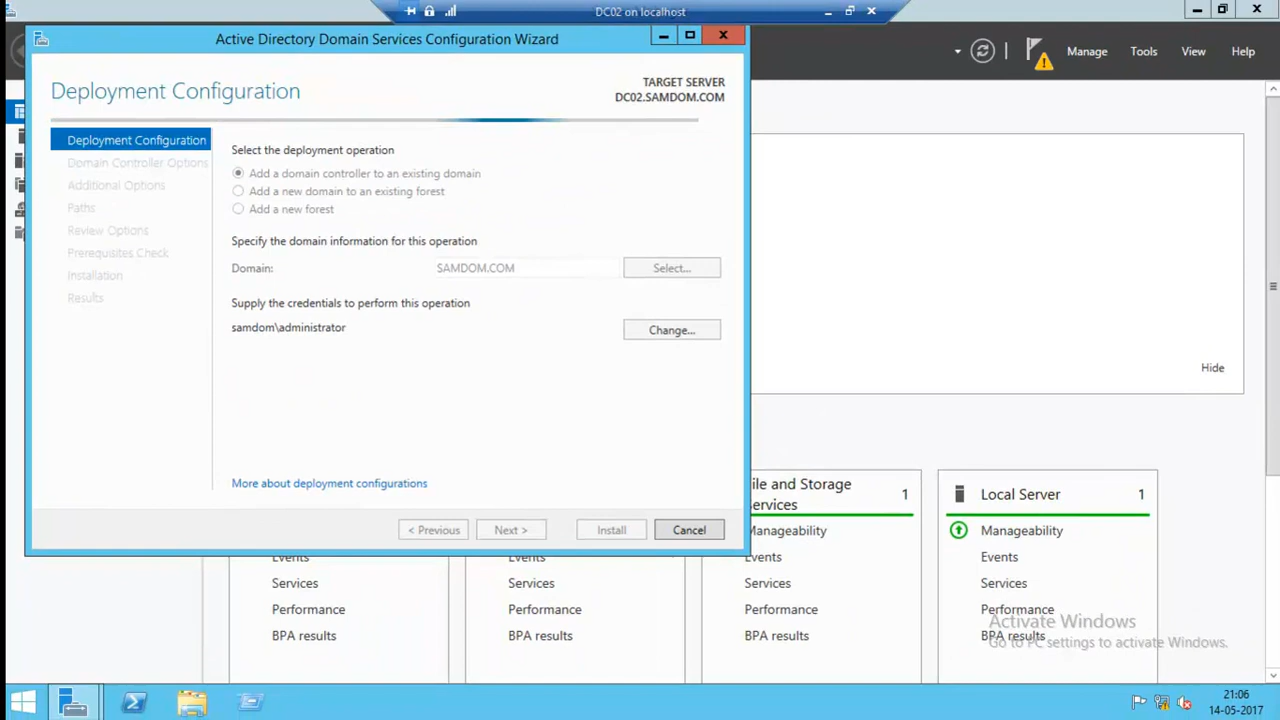 DC02 on localhost
Active Directory Domain Services Configuration Wizard
Manage Tools View Help
Deployment Configuration
TARGET SERVER
DC02.SAMDOM.COM
Deployment Configuration
Domain Controller Options
Additional Options
Paths
Review Options
Prerequisites Check
Installation
Results
Select the deployment operation
Add a domain controller to an existing domain
Add a new domain to an existing forest
Add a new forest
Specify the domain information for this operation
Domain: SAMDOM.COM Select...
Supply the credentials to perform this operation
samdom\administrator Change...
More about deployment configurations
< Previous Next > Install Cancel
Hide
ile and Storage
ervices 1
Manageability
Events
Services
Performance
BPA results
Local Server 1
Manageability
Events
Services
Performance
BPA results
Events
Services
Performance
BPA results
Events
Services
Performance
BPA results
Activate Windows
Go to PC settings to activate Windows.
21:06
14-05-2017